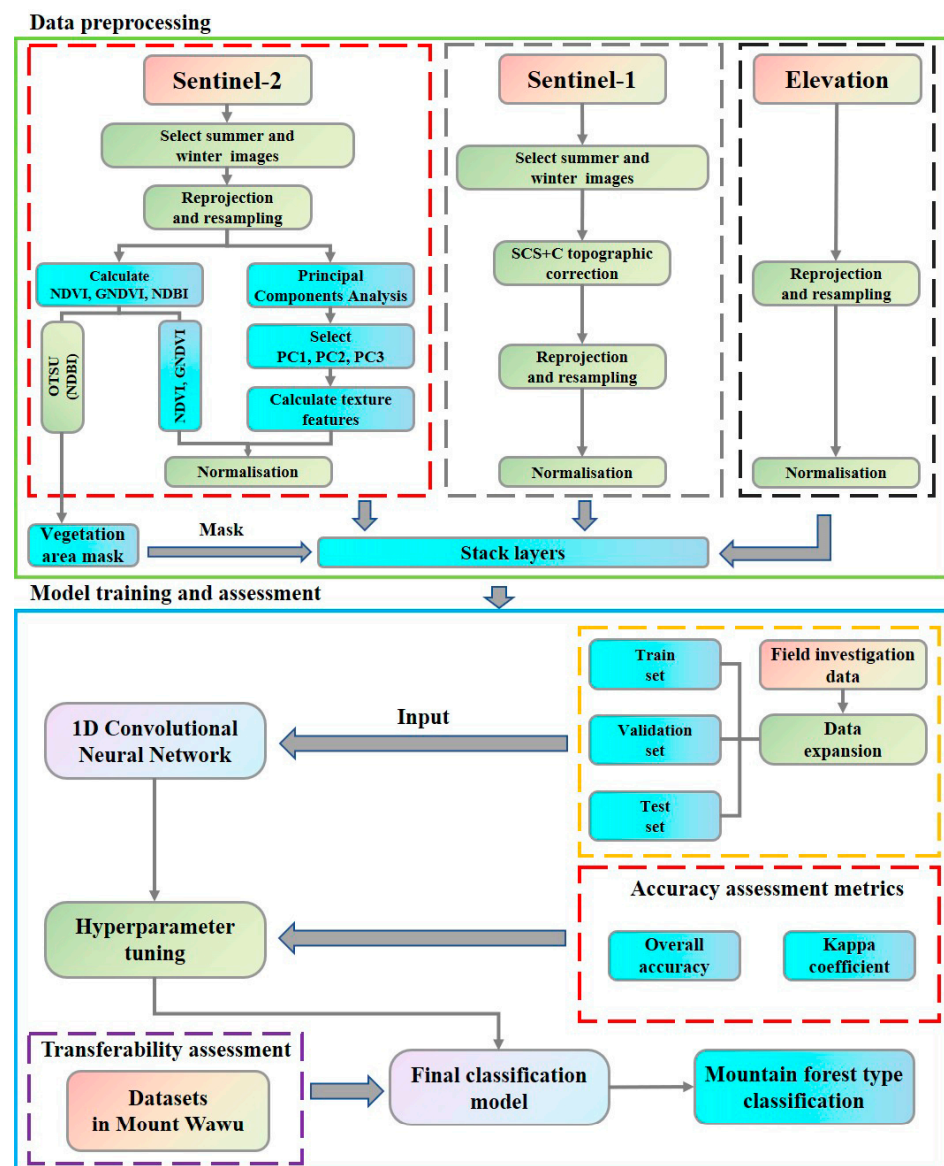 Data preprocessing
Sentinel-2
Select summer and
winter images
Reprojection
and resampling
Calculate
NDVI, GNDVI, NDBI
OTSU
(NDBI)
NDVI, GNDVI
Principal
Components Analysis
Select
PC1, PC2, PC3
Calculate texture
features
Normalisation
Sentinel-1
Select summer and
winter images
SCS+C topographic
correction
Reprojection
and resampling
Normalisation
Elevation
Reprojection
and resampling
Normalisation
Vegetation
area mask
Mask
Stack layers
Model training and assessment
Train
set
Validation
set
Test
set
Field investigation
data
Data
expansion
Input
1D Convolutional
Neural Network
Hyperparameter
tuning
Accuracy assessment metrics
Overall
accuracy
Kappa
coefficient
Transferability assessment
Datasets
in Mount Wawu
Final classification
model
Mountain forest type
classification